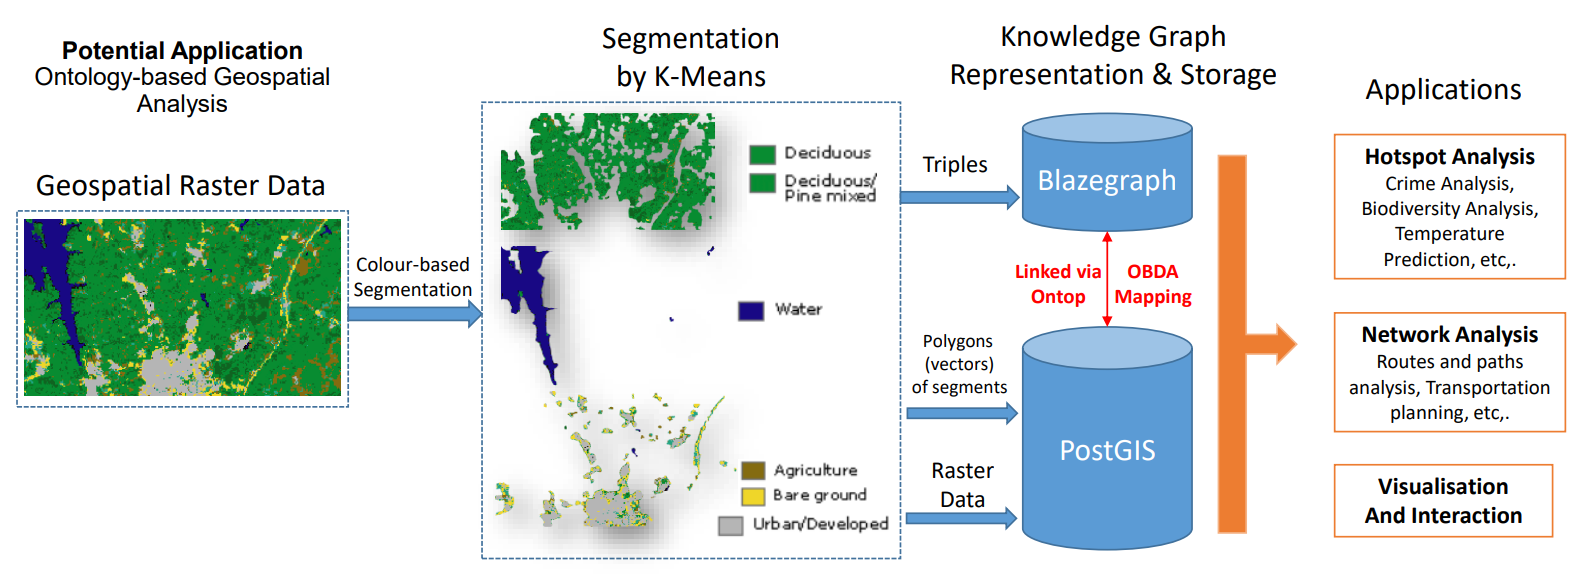 Potential Application
Ontology-based Geospatial
Analysis
Geospatial Raster Data
Colour-based
Segmentation
Segmentation
by K-Means
Deciduous
Deciduous/
Pine mixed
Water
Agriculture
Bare ground
Urban/Developed
Knowledge Graph
Representation & Storage
Triples
Blazegraph
Linked via
Ontop
OBDA
Mapping
Polygons
(vectors)
of segments
Raster
Data
PostGIS
Applications
Hotspot Analysis
Crime Analysis,
Biodiversity Analysis,
Temperature
Prediction, etc,.
Network Analysis
Routes and paths
analysis, Transportation
planning, etc,.
Visualisation
And Interaction